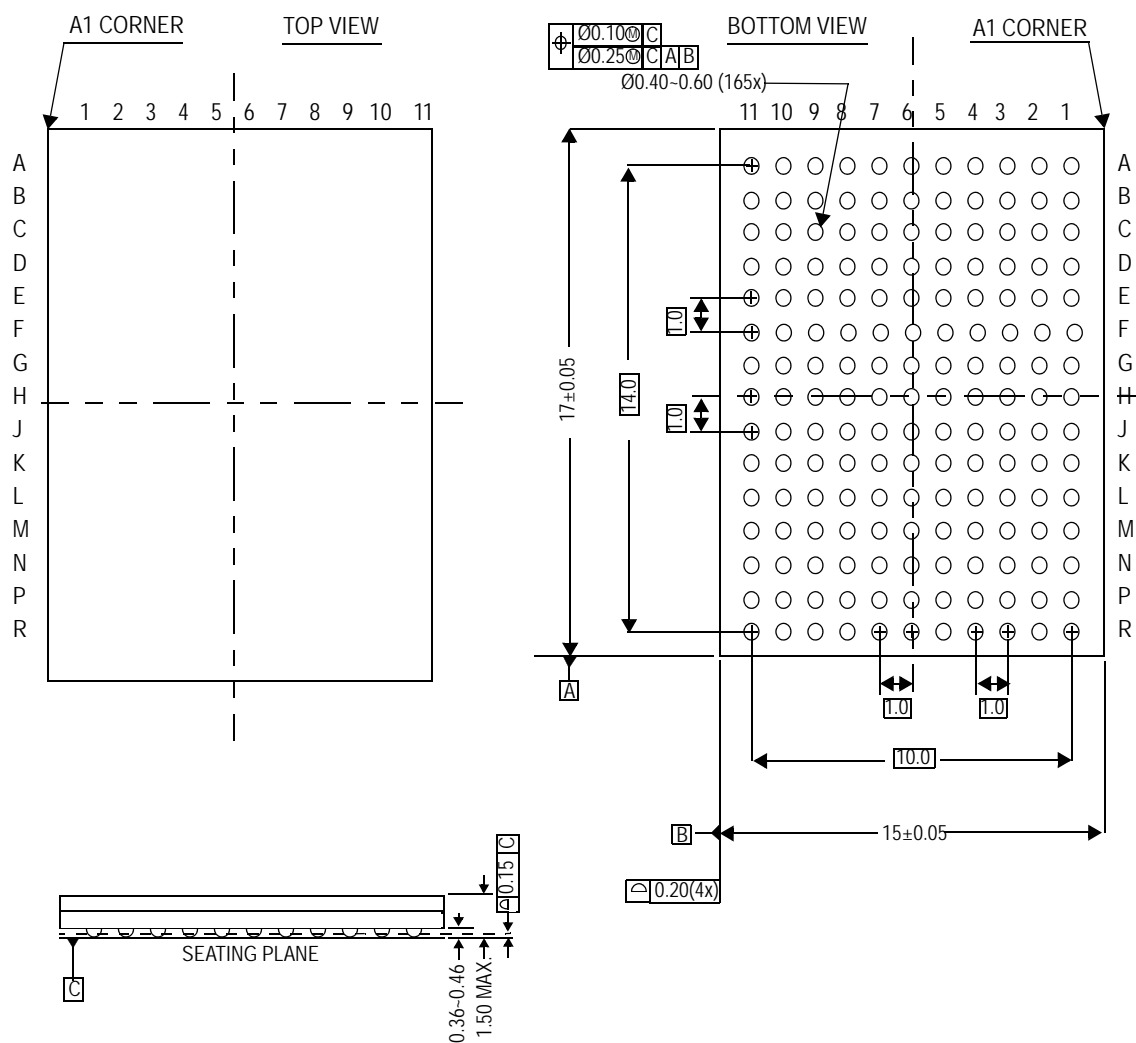 A1 CORNER
TOP VIEW
1 2 3 4 5 6 7 8 9 10 11
A
B
C
D
E
F
G
H
J
K
L
M
N
P
R
Ø0.10Ⓜ C
Ø0.25Ⓜ C A B
BOTTOM VIEW
A1 CORNER
Ø0.40~0.60 (165x)
11 10 9 8 7 6 5 4 3 2 1
A
B
C
D
E
F
G
H
J
K
L
M
N
P
R
17±0.05
14.0
1.0
1.0
A
1.0
1.0
10.0
B
15±0.05
0.20(4x)
0.15 C
SEATING PLANE
C
0.36~0.46
1.50 MAX.